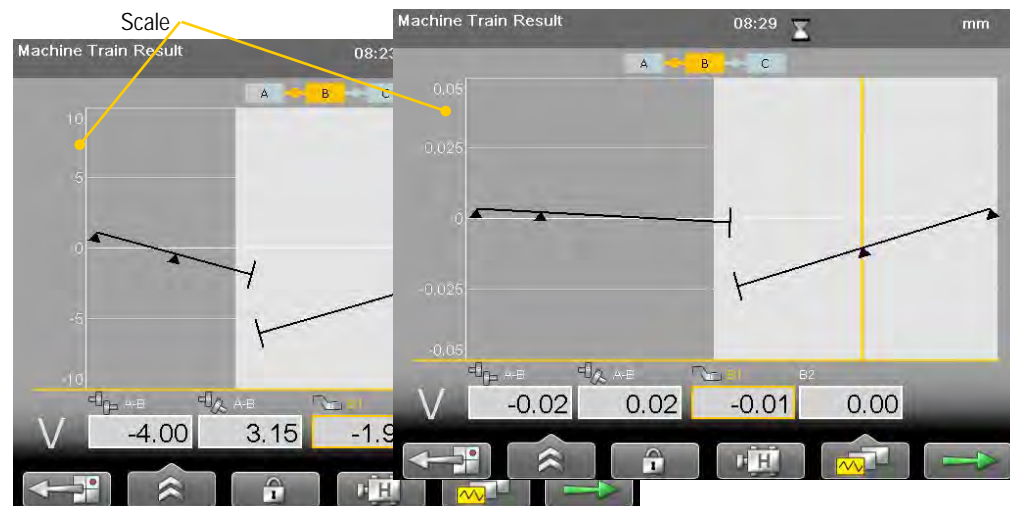 Scale
Machine Train Result 08:23
A B C
10
5
0
-5
-10
A-B A-B B1
V -4.00 3.15 -1.9
H
Machine Train Result 08:29 mm
A B C
0.05
0.025
0
-0.025
-0.05
A-B A-B B1 B2
V -0.02 0.02 -0.01 0.00
H